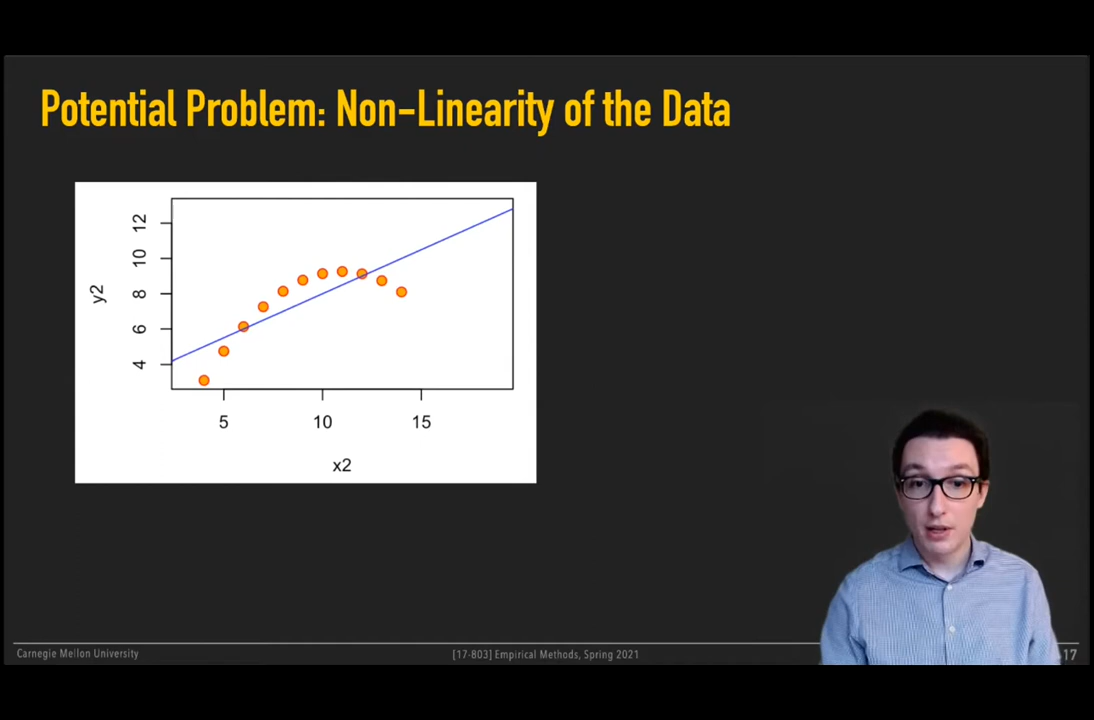 Potential Problem: Non-Linearity of the Data
12
10
8
6
4
y2
5 10 15
x2
Carnegie Mellon University [17-803] Empirical Methods, Spring 2021 17